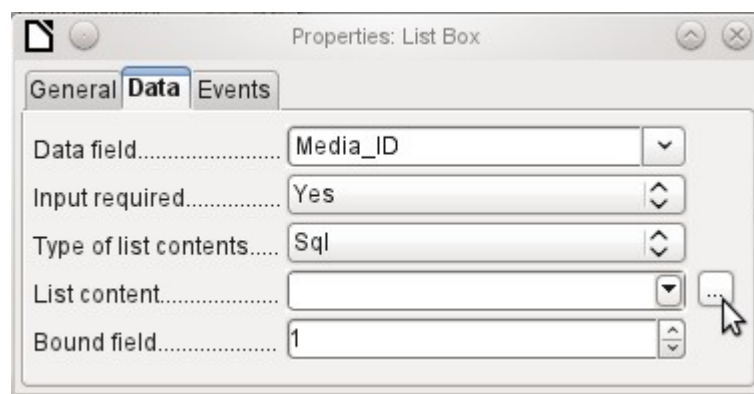 Properties: List Box
General Data Events
Data field........................ Media_ID
Input required................ Yes
Type of list contents..... Sql
List content.................... ...
Bound field.................... 1